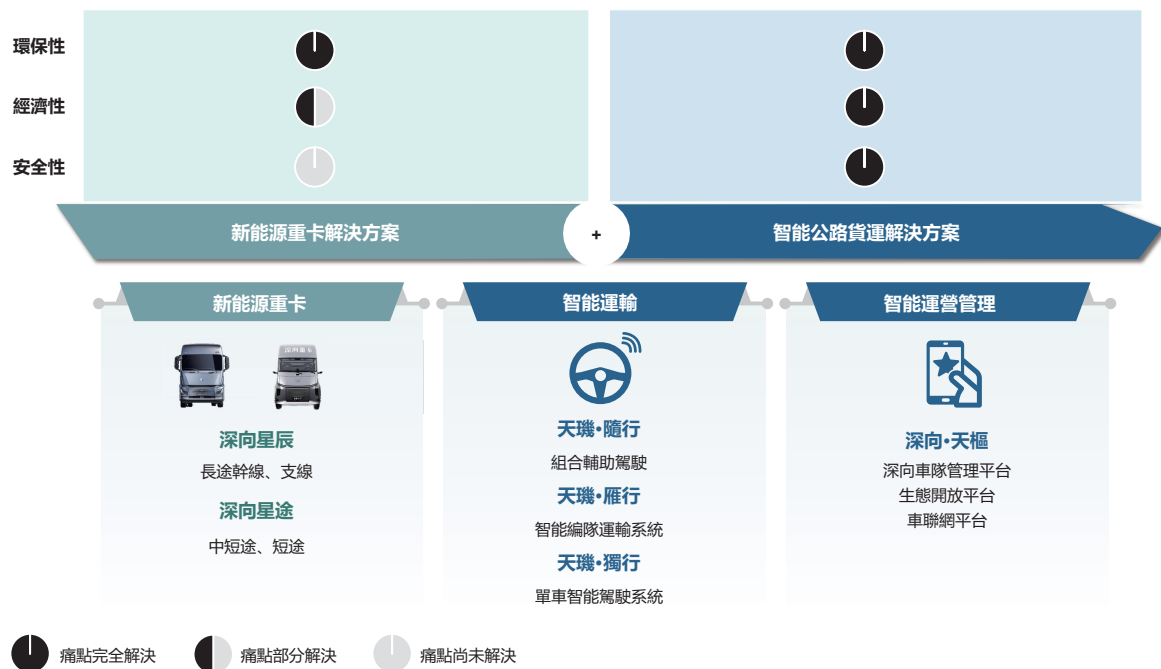 環保性
經濟性
安全性
新能源重卡解決方案
+
智能公路貨運解決方案
新能源重卡
深向重卡
深向星辰
長途幹線、支線
深向星途
中短途、短途
智能運輸
天璣·隨行
組合輔助駕駛
天璣·雁行
智能編隊運輸系統
天璣·獨行
單車智能駕駛系統
智能運營管理
深向·天樞
深向車隊管理平台
生態開放平台
車聯網平台
痛點完全解決
痛點部分解決
痛點尚未解決